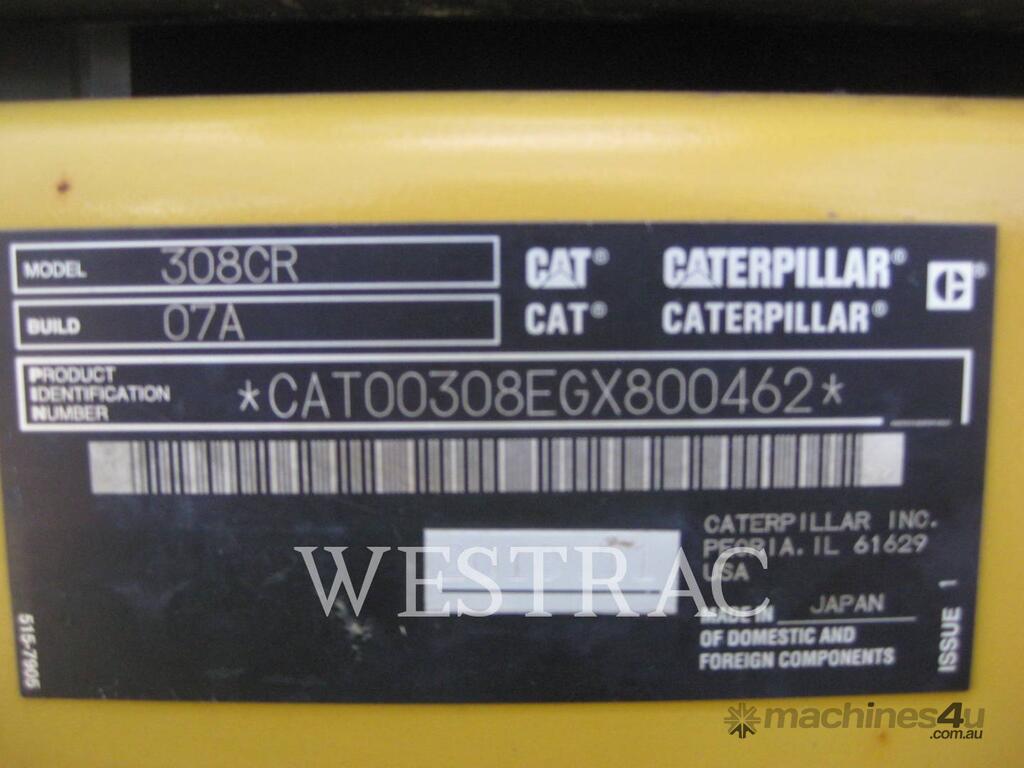 MODEL 308CR
CAT® CATERPILLAR®
BUILD 07A
CAT® CATERPILLAR®
PRODUCT
IDENTIFICATION
NUMBER
*CAT00308EGX800462*
CATERPILLAR INC.
PEORIA, IL 61629
USA
WESTRAC
MADE IN JAPAN
OF DOMESTIC AND
FOREIGN COMPONENTS
515-7905
ISSUE 1
machines4u
.com.au